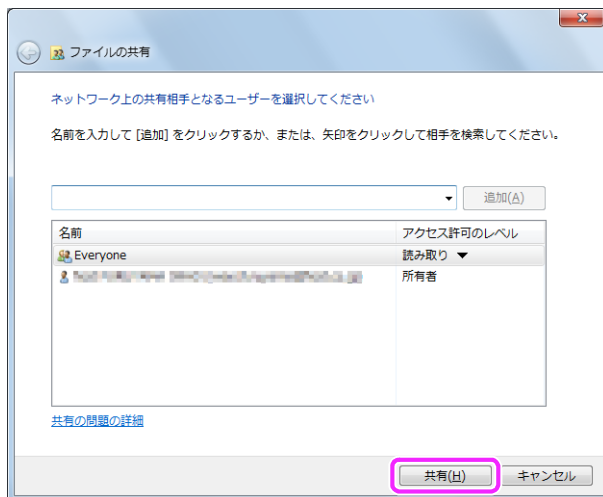 ファイルの共有
ネットワーク上の共有相手となるユーザーを選択してください
名前を入力して [追加] をクリックするか、または、矢印をクリックして相手を検索してください。
追加(A)
名前 アクセス許可のレベル
Everyone 読み取り ▼
所有者
共有の問題の詳細
共有(H) キャンセル